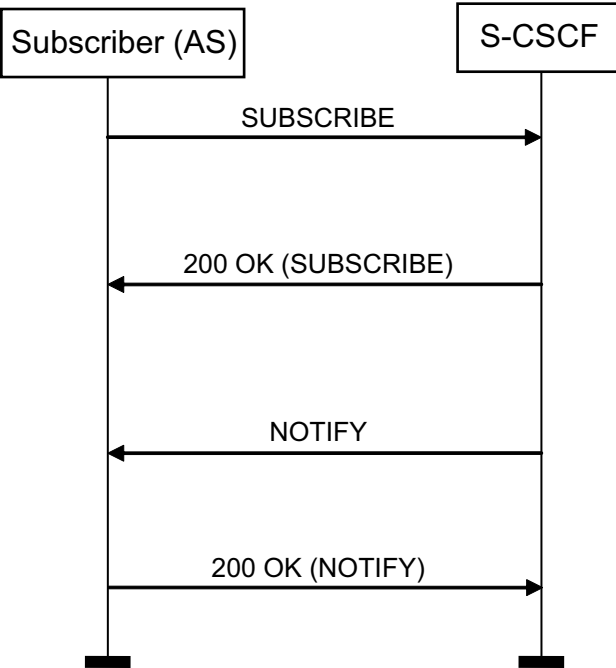 Subscriber (AS)
S-CSCF
SUBSCRIBE
200 OK (SUBSCRIBE)
NOTIFY
200 OK (NOTIFY)